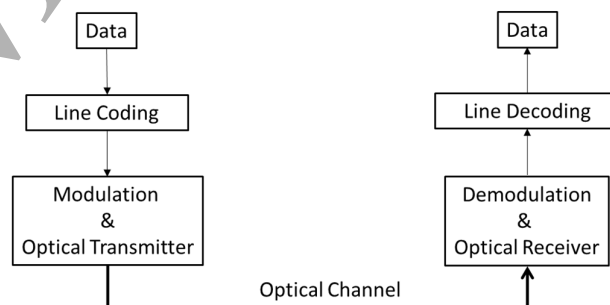 Data
Line Coding
Modulation
&
Optical Transmitter
Optical Channel
Data
Line Decoding
Demodulation
&
Optical Receiver